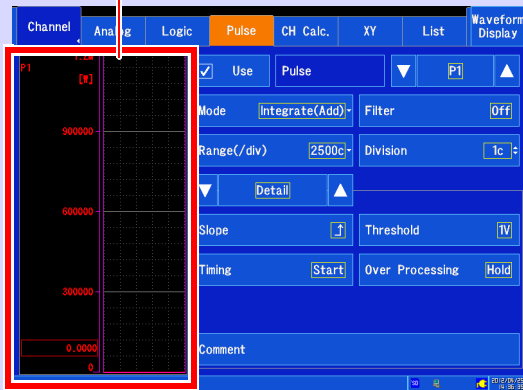 Channel
Analog
Logic
Pulse
CH Calc.
XY
List
Waveform
Display
P1
[W]
900000
600000
300000
0.0000
0
Use
Pulse
P1
Mode
Integrate(Add)
Filter
Off
Range(/div)
2500c
Division
1c
Detail
Slope
Threshold
1V
Timing
Start
Over Processing
Hold
Comment
SD